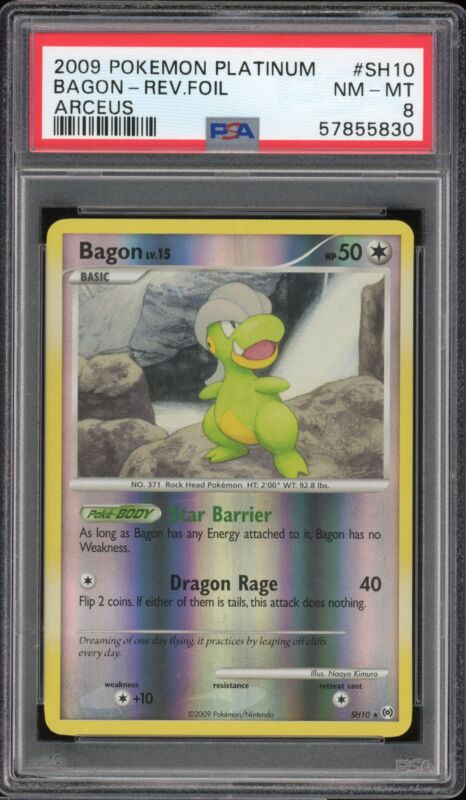 2009 POKEMON PLATINUM #SH10
BAGON - REV.FOIL NM - MT
ARCEUS 8
PSA 57855830
Bagon LV.15 HP 50
BASIC
NO. 371 Rock Head Pokémon HT: 2'00" WT: 92.8 lbs.
Poké-BODY Star Barrier
As long as Bagon has any Energy attached to it, Bagon has no
Weakness.
Dragon Rage 40
Flip 2 coins. If either of them is tails, this attack does nothing.
Dreaming of one day flying, it practices by leaping off cliffs
every day.
Illus. Naoyo Kimura
weakness resistance retreat cost
+10
©2009 Pokémon/Nintendo SH10 ★
PSA